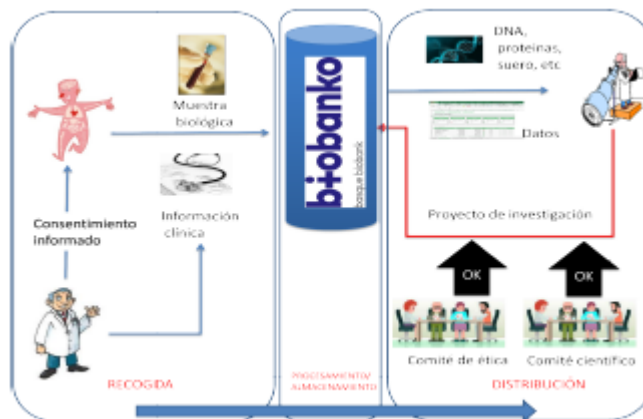 Muestra
biológica
Información
clínica
Consentimiento
informado
RECOGIDA
b+obanko
basque biobank
PROCESAMIENTO/
ALMACENAMIENTO
DNA,
proteinas,
suero, etc
Datos
Proyecto de investigación
OK
OK
Comité de ética
Comité científico
DISTRIBUCIÓN